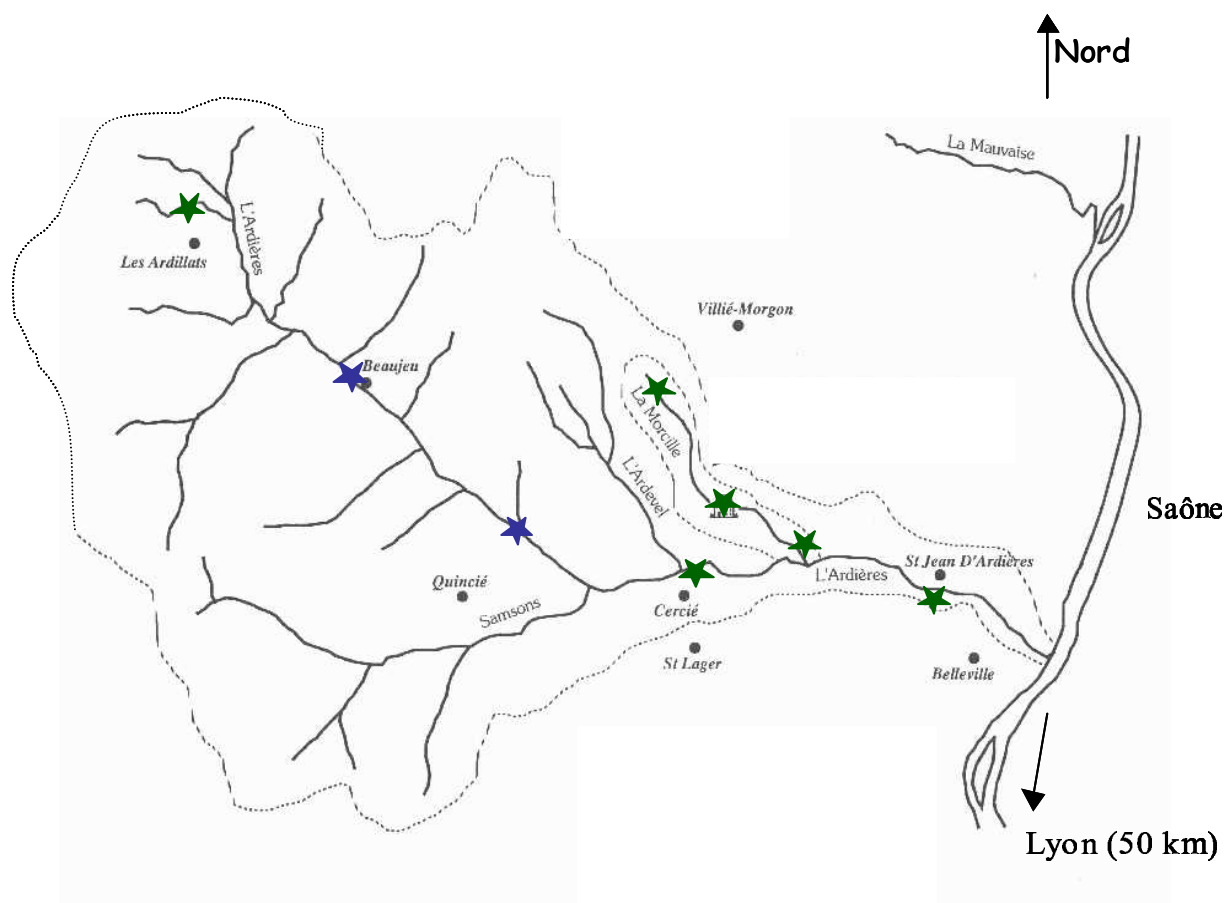 Nord
La Mauvaise
L'Ardières
Les Ardillats
Villié-Morgon
Beaujeu
La Morcille
L'Ardevel
Saône
St Jean D'Ardières
L'Ardières
Quincié
Samsons
Cercié
St Lager
Belleville
Lyon (50 km)